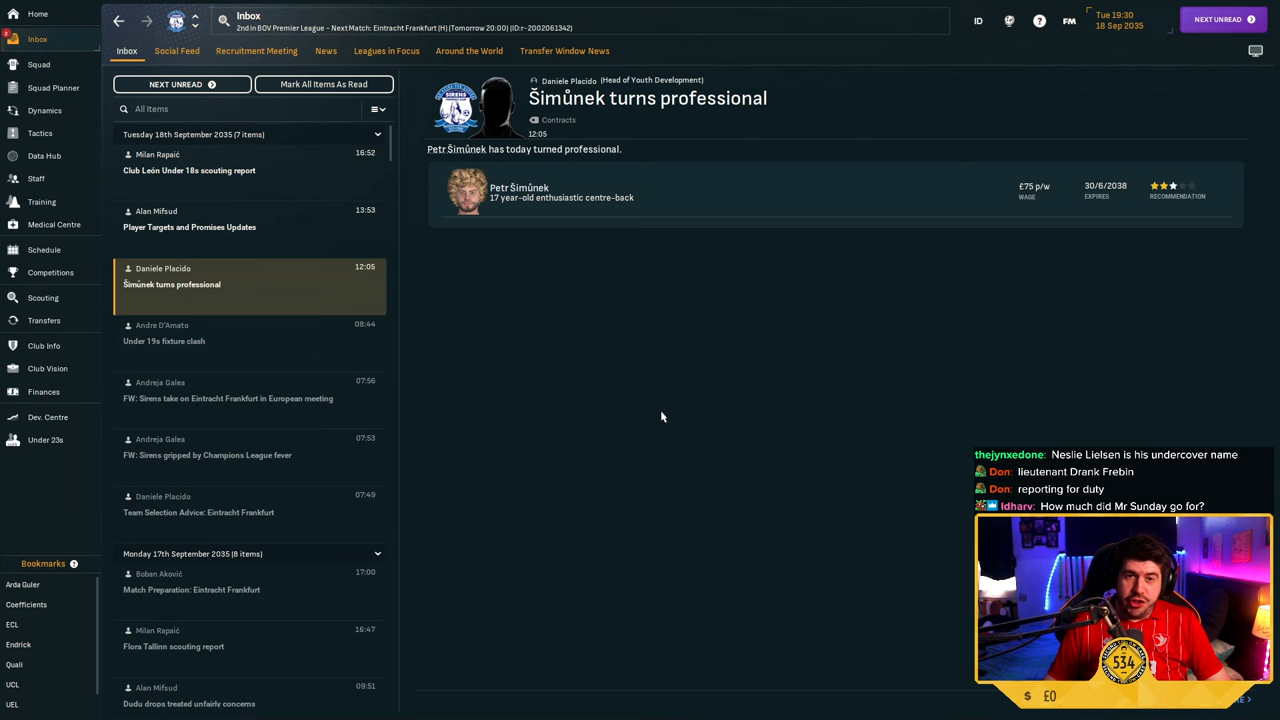 Home
2
Inbox
Squad
Squad Planner
Dynamics
Tactics
Data Hub
Staff
Training
Medical Centre
Schedule
Competitions
Scouting
Transfers
Club Info
Club Vision
Finances
Dev. Centre
Under 23s
Bookmarks ?
Arda Guler
Coefficients
ECL
Endrick
Quali
UCL
UEL
Inbox
2nd in BOV Premier League - Next Match: Eintracht Frankfurt (H) (Tomorrow 20:00) (ID:r-2002061342)
ID
?
FM
Tue 19:30
18 Sep 2035
NEXT UNREAD
Inbox
Social Feed
Recruitment Meeting
News
Leagues in Focus
Around the World
Transfer Window News
NEXT UNREAD
Mark All Items As Read
All Items
Tuesday 18th September 2035 (7 items)
Milan Rapaić 16:52
Club León Under 18s scouting report
Alan Mifsud 13:53
Player Targets and Promises Updates
Daniele Placido 12:05
Šimůnek turns professional
Andre D'Amato 08:44
Under 19s fixture clash
Andreja Galea 07:56
FW: Sirens take on Eintracht Frankfurt in European meeting
Andreja Galea 07:53
FW: Sirens gripped by Champions League fever
Daniele Placido 07:49
Team Selection Advice: Eintracht Frankfurt
Monday 17th September 2035 (8 items)
Boban Aković 17:00
Match Preparation: Eintracht Frankfurt
Milan Rapaić 16:47
Flora Tallinn scouting report
Alan Mifsud 09:51
Dudu drops treated unfairly concerns
SIRENS
Daniele Placido (Head of Youth Development)
Šimůnek turns professional
Contracts
12:05
Petr Šimůnek has today turned professional.
Petr Šimůnek
17 year-old enthusiastic centre-back
£75 p/w
WAGE
30/6/2038
EXPIRES
RECOMMENDATION
thejynxedone: Neslie Lielsen is his undercover name
Don: lieutenant Drank Frebin
Don: reporting for duty
ldharv: How much did Mr Sunday go for?
534
$ £0